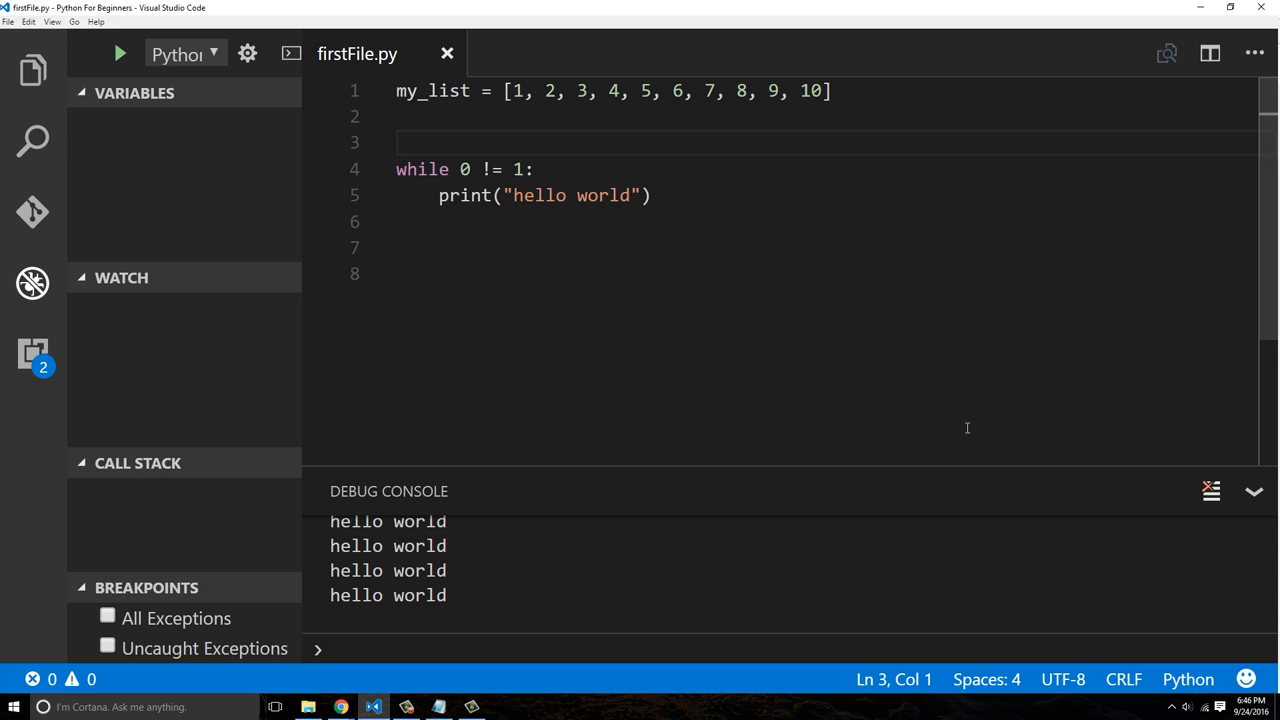 firstFile.py - Python For Beginners - Visual Studio Code
File Edit View Go Help
Python
firstFile.py
VARIABLES
1 my_list = [1, 2, 3, 4, 5, 6, 7, 8, 9, 10]
2
3
4 while 0 != 1:
5 print("hello world")
6
7
8
WATCH
2
CALL STACK
DEBUG CONSOLE
hello world
hello world
hello world
hello world
BREAKPOINTS
All Exceptions
Uncaught Exceptions
0 0 Ln 3, Col 1 Spaces: 4 UTF-8 CRLF Python
I'm Cortana. Ask me anything.
6:46 PM
9/24/2016